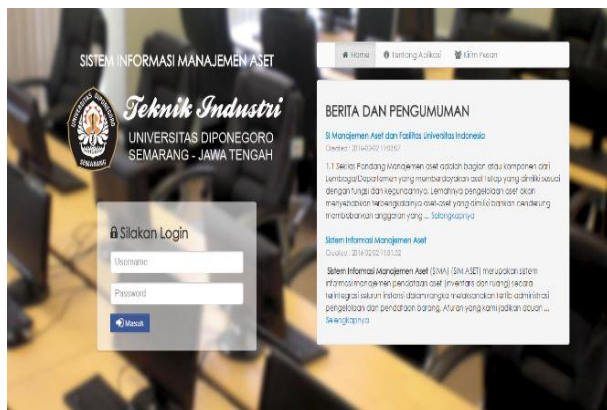 SISTEM INFORMASI MANAJEMEN ASET
Teknik Industri
UNIVERSITAS DIPONEGORO
SEMARANG - JAWA TENGAH
UNIVERSITAS DIPONEGORO
SEMARANG
Silakan Login
Username
Password
Masuk
Home Tentang Aplikasi Kirim Pesan
BERITA DAN PENGUMUMAN
SI Manajemen Aset dan Fasilitas Universitas Indonesia
Created :
1.1 Sekilas Pandang Manajemen aset adalah bagian atau komponen dari
Lembaga/Departemen yang memberdayakan aset tetap yang dimiliki sesuai
dengan fungsi dan kegunaannya. Lemahnya pengelolaan aset akan
menyebabkan terbengkalainya aset-aset yang dimiliki bahkan cenderung
membebankan anggaran yang ... Selengkapnya
Sistem Informasi Manajemen Aset
Created :
Sistem Informasi Manajemen Aset (SIMA) (SIM ASET) merupakan sistem
informasi manajemen pendataan aset (inventaris dan ruang) secara
terintegrasi seluruh instansi dalam rangka melaksanakan tertib administrasi
pengelolaan dan pendataan barang. Aturan yang kami jadikan acuan ...
Selengkapnya